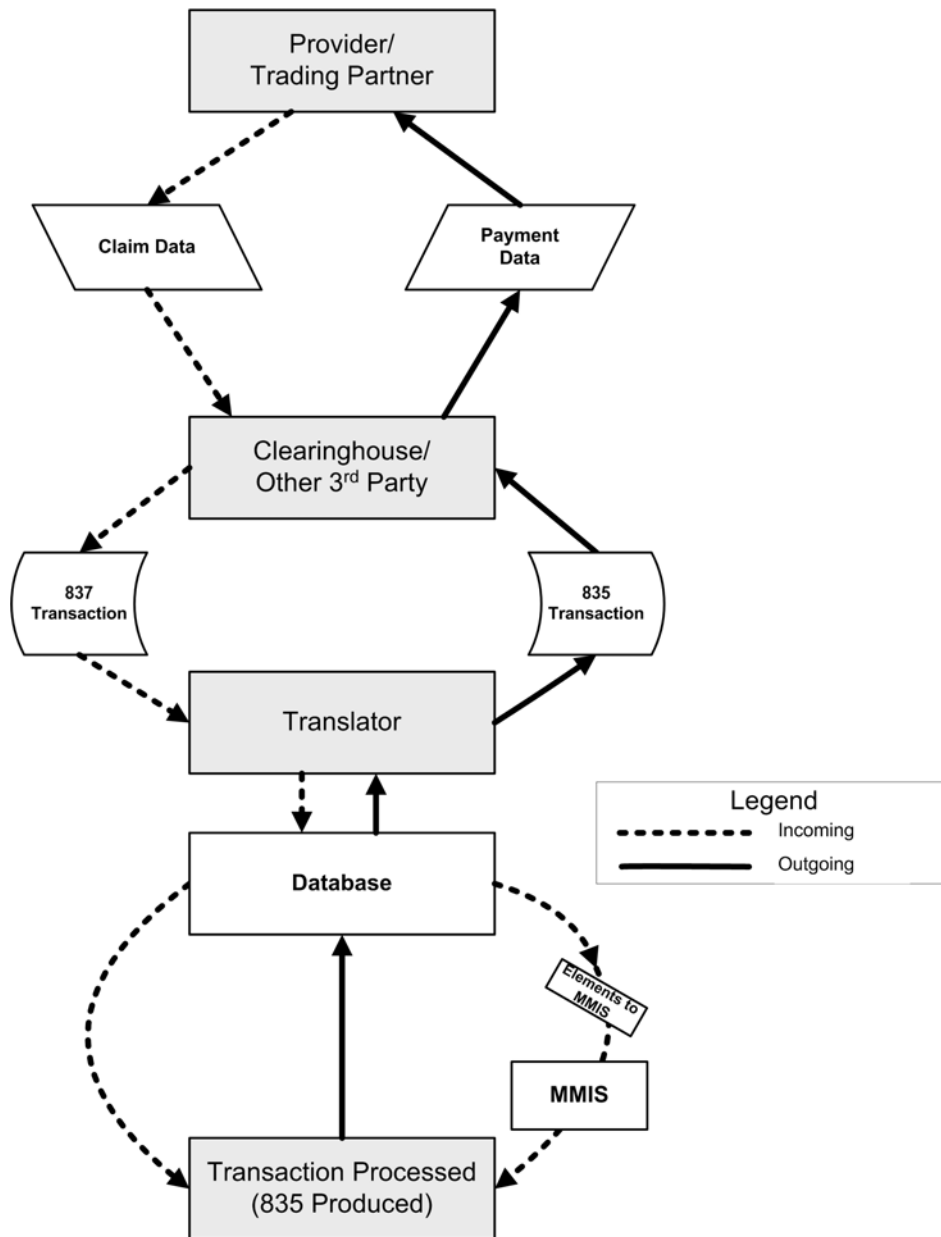 Provider/
Trading Partner
Claim Data
Payment
Data
Clearinghouse/
Other 3rd Party
837
Transaction
835
Transaction
Translator
Legend
Incoming
Outgoing
Database
Elements to
MMIS
MMIS
Transaction Processed
(835 Produced)